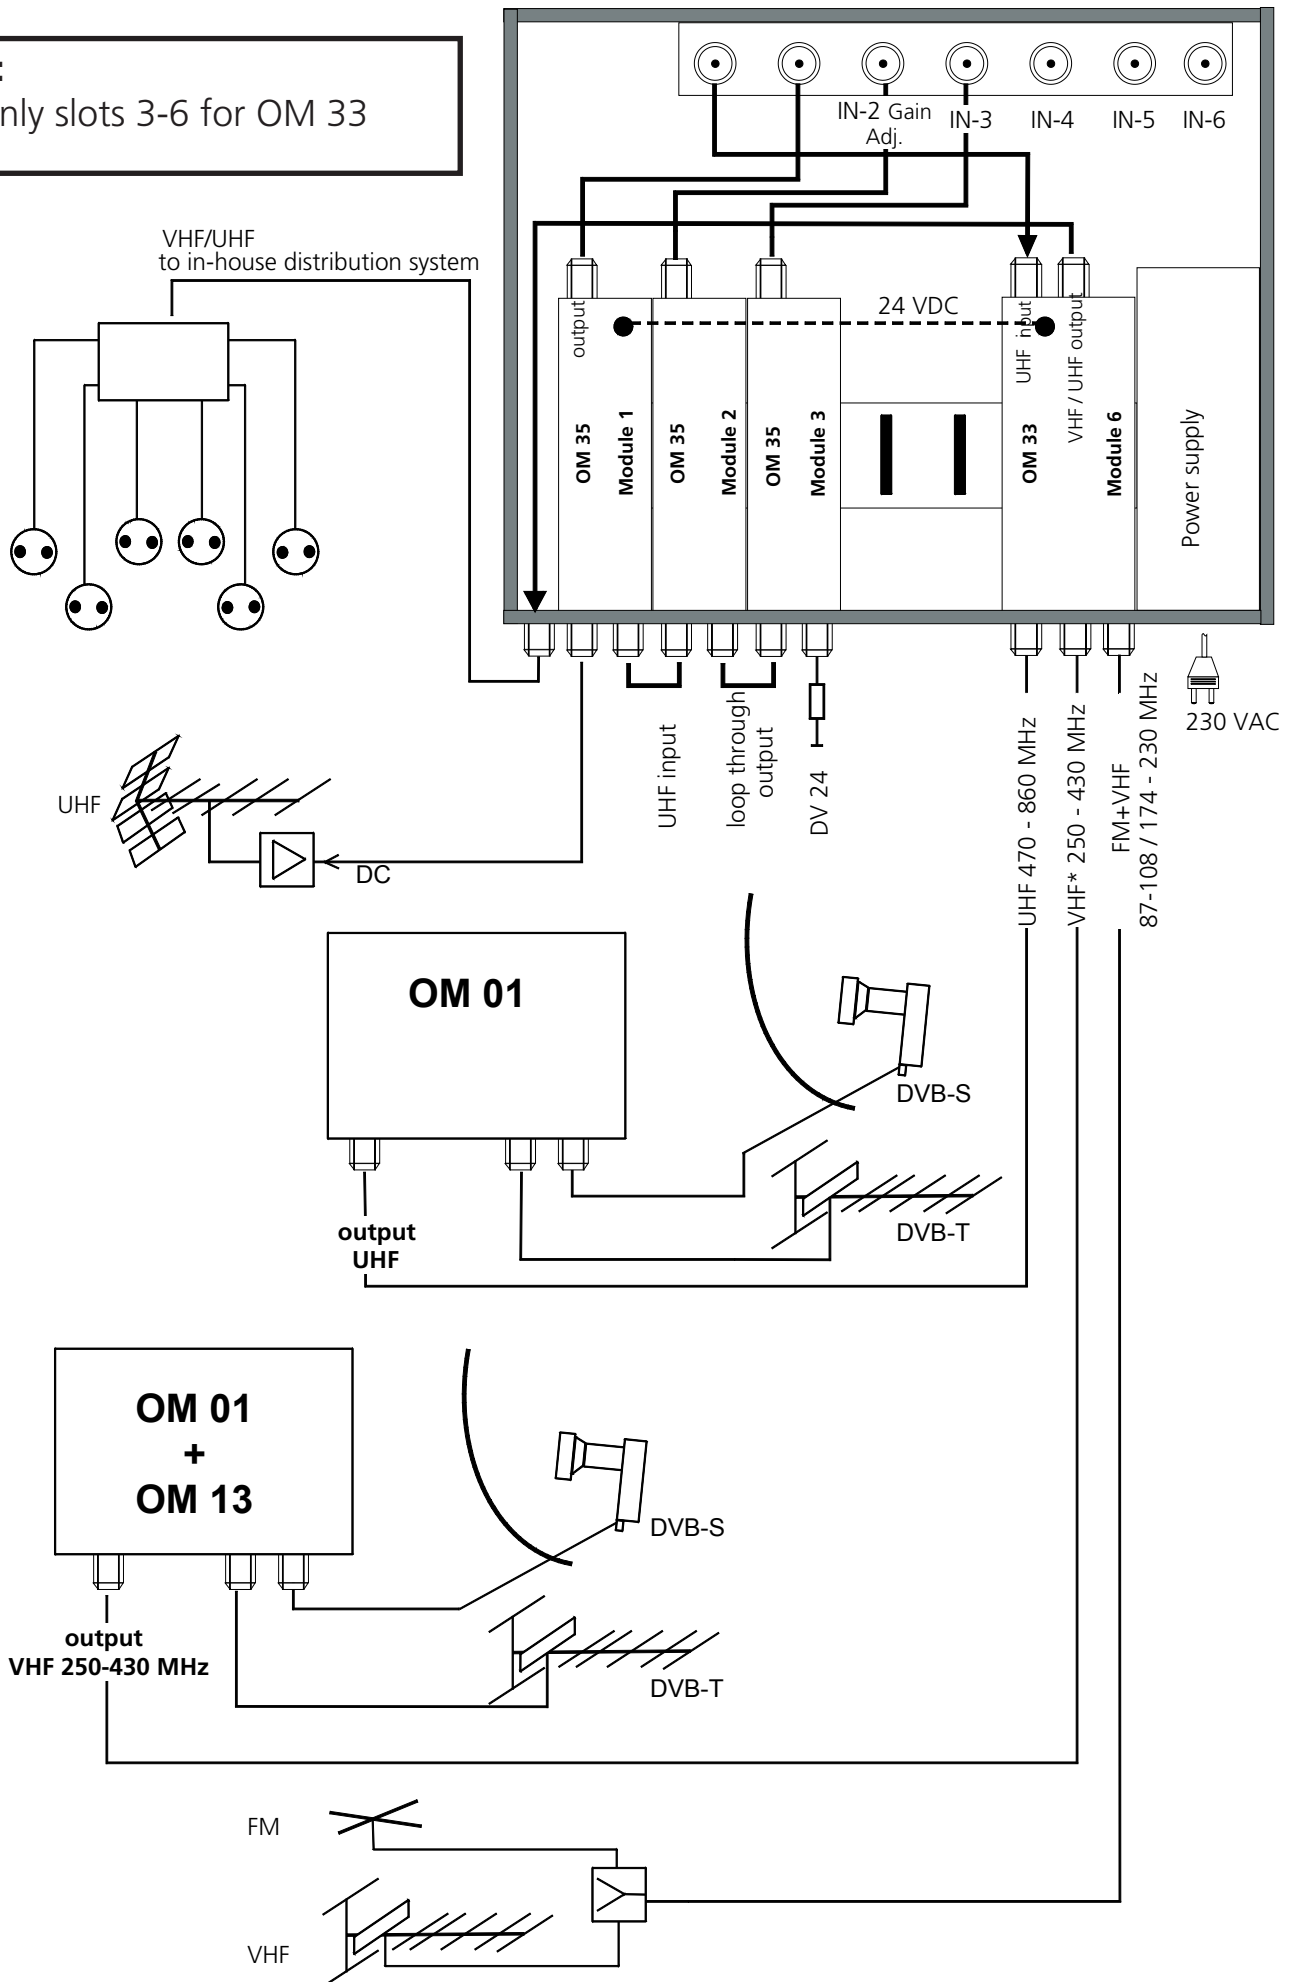 :
nly slots 3-6 for OM 33
IN-2 Gain
Adj.
IN-3
IN-4
IN-5
IN-6
VHF/UHF
to in-house distribution system
24 VDC
output
UHF input
VHF / UHF output
OM 35
Module 1
OM 35
Module 2
OM 35
Module 3
OM 33
Module 6
Power supply
230 VAC
UHF input
loop through
output
DV 24
UHF 470 - 860 MHz
VHF* 250 - 430 MHz
FM+VHF
87-108 / 174 - 230 MHz
UHF
DC
OM 01
DVB-S
DVB-T
output
UHF
OM 01
+
OM 13
DVB-S
DVB-T
output
VHF 250-430 MHz
FM
VHF